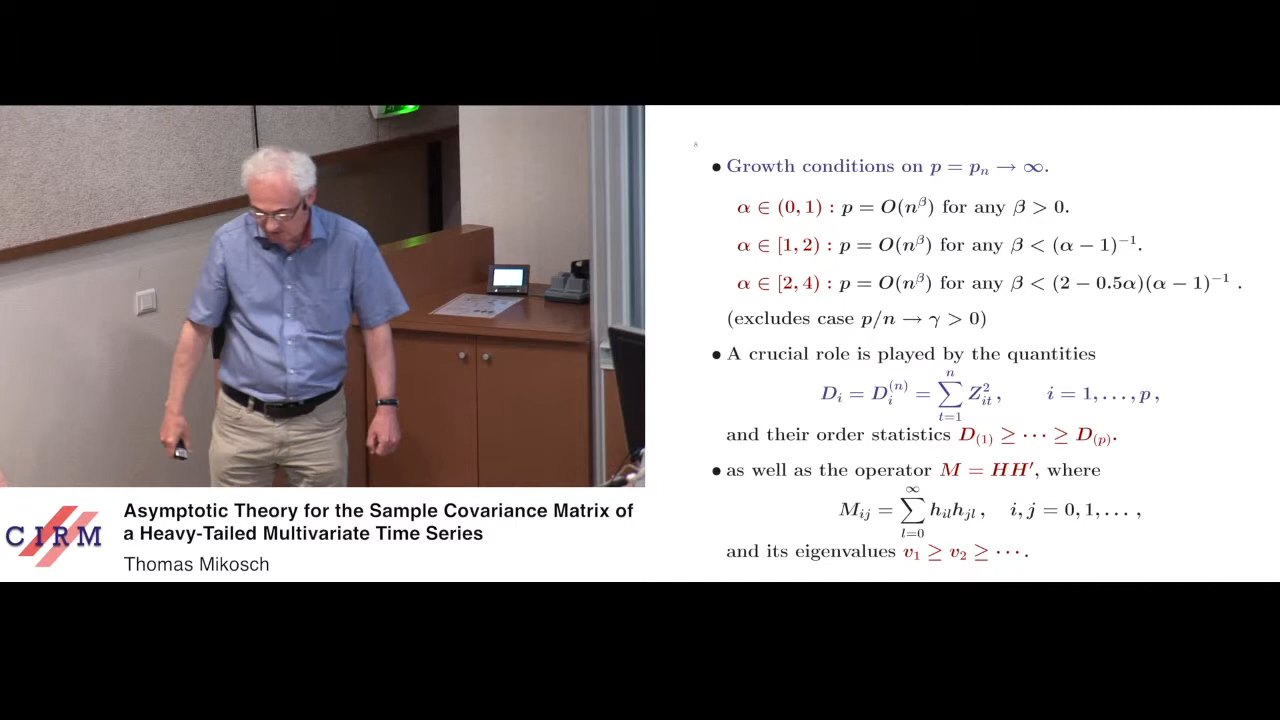 8
• Growth conditions on p = pₙ → ∞.
α ∈ (0, 1) : p = O(n^β) for any β > 0.
α ∈ [1, 2) : p = O(n^β) for any β < (α − 1)^−1.
α ∈ [2, 4) : p = O(n^β) for any β < (2 − 0.5α)(α − 1)^−1 .
(excludes case p/n → γ > 0)
• A crucial role is played by the quantities
D_i = D_i^(n) = ∑_{t=1}^{n} Z_{it}^2 , i = 1, . . . , p ,
and their order statistics D_(1) ≥ ··· ≥ D_(p).
• as well as the operator M = HH′, where
M_{ij} = ∑_{l=0}^{∞} h_{il}h_{jl} , i, j = 0, 1, . . . ,
and its eigenvalues v_1 ≥ v_2 ≥ ··· .
CIRM
Asymptotic Theory for the Sample Covariance Matrix of
a Heavy-Tailed Multivariate Time Series
Thomas Mikosch